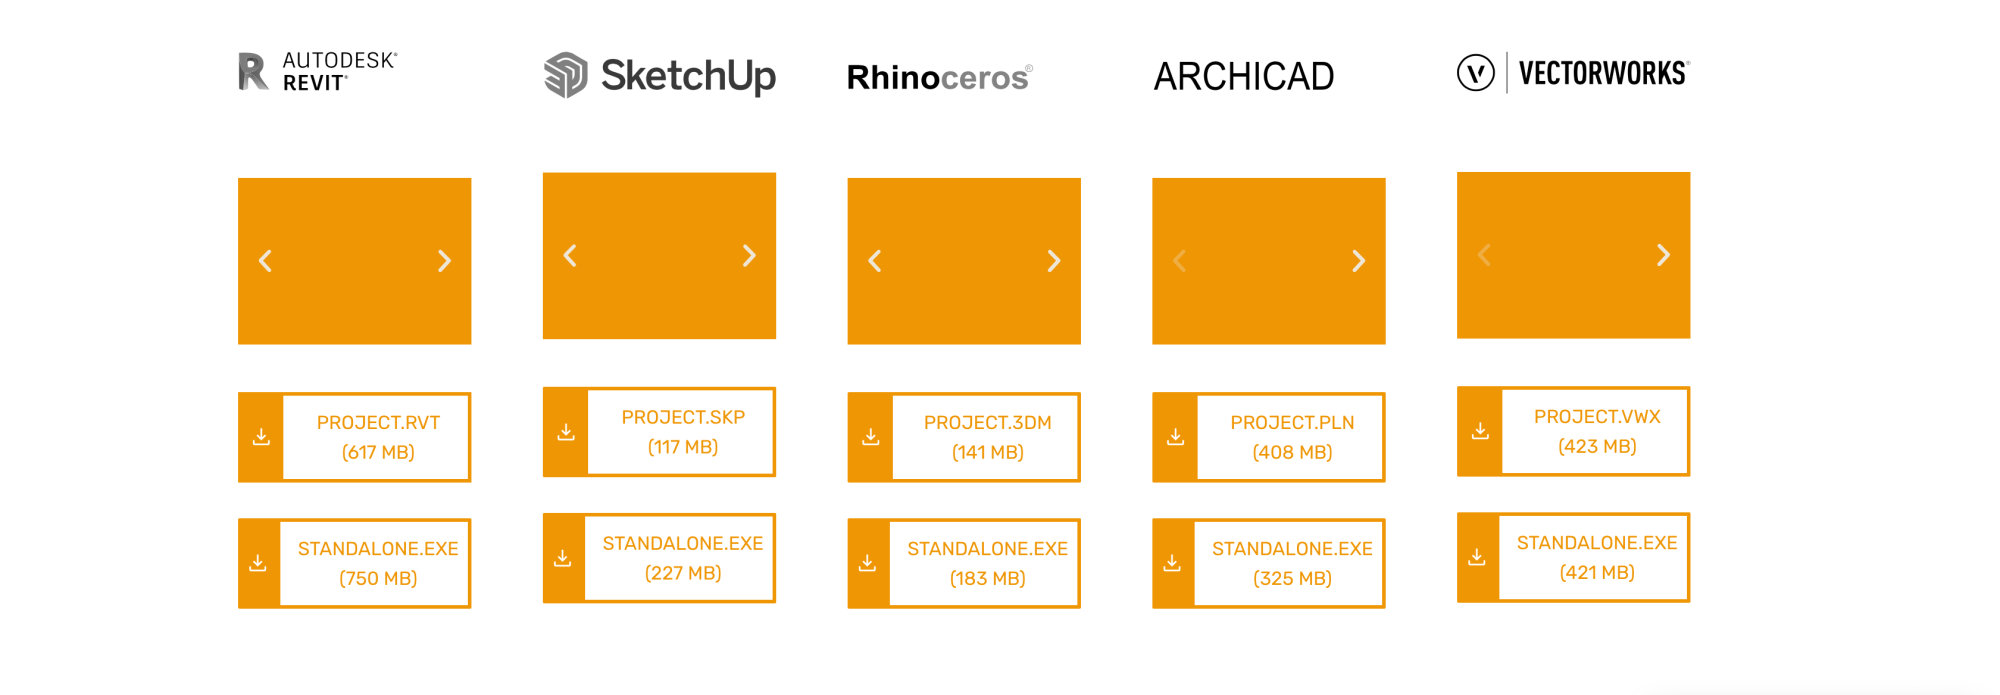 AUTODESK®
REVIT®
SketchUp
Rhinoceros®
ARCHICAD
VECTORWORKS®
PROJECT.RVT
(617 MB)
PROJECT.SKP
(117 MB)
PROJECT.3DM
(141 MB)
PROJECT.PLN
(408 MB)
PROJECT.VWX
(423 MB)
STANDALONE.EXE
(750 MB)
STANDALONE.EXE
(227 MB)
STANDALONE.EXE
(183 MB)
STANDALONE.EXE
(325 MB)
STANDALONE.EXE
(421 MB)